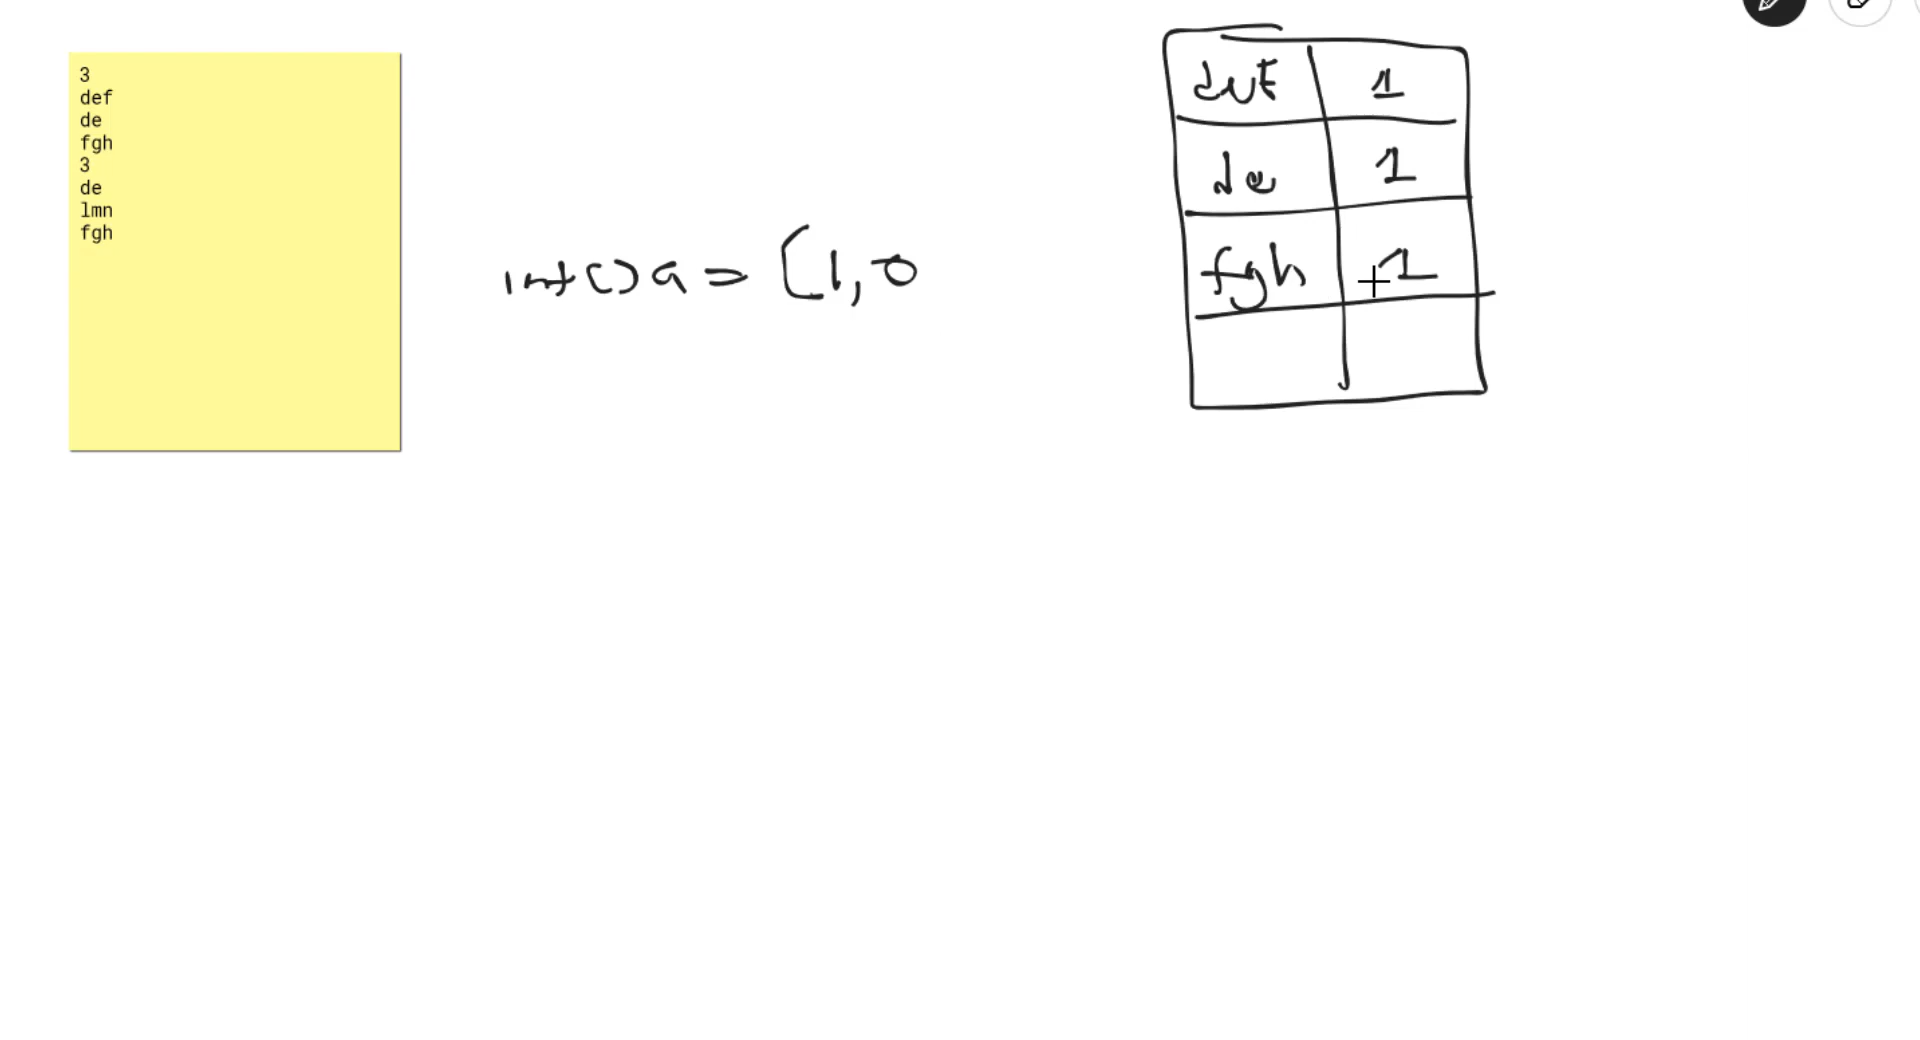 3
def
de
fgh
3
de
lmn
fgh
int()a = [1, 0
def 1
de 1
fgh 1